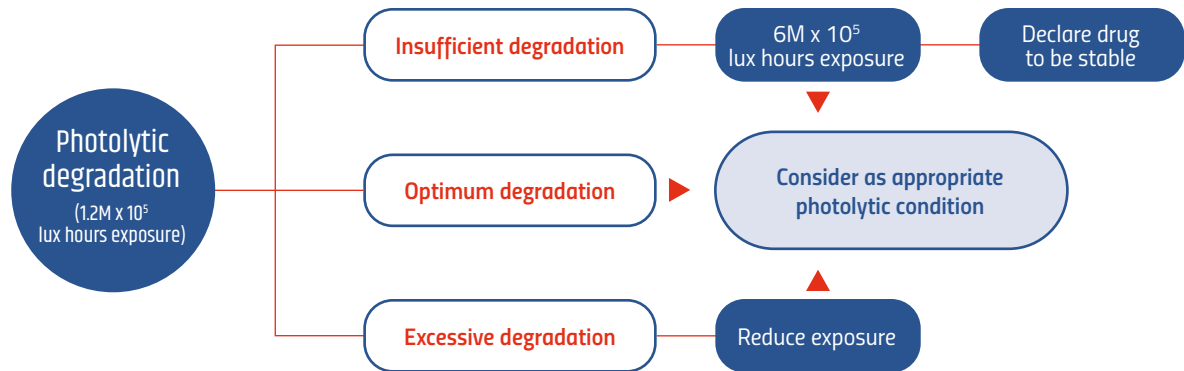 Photolytic
degradation
(1.2M x 10⁵
lux hours exposure)
Insufficient degradation
6M x 10⁵
lux hours exposure
Declare drug
to be stable
Optimum degradation
Consider as appropriate
photolytic condition
Excessive degradation
Reduce exposure